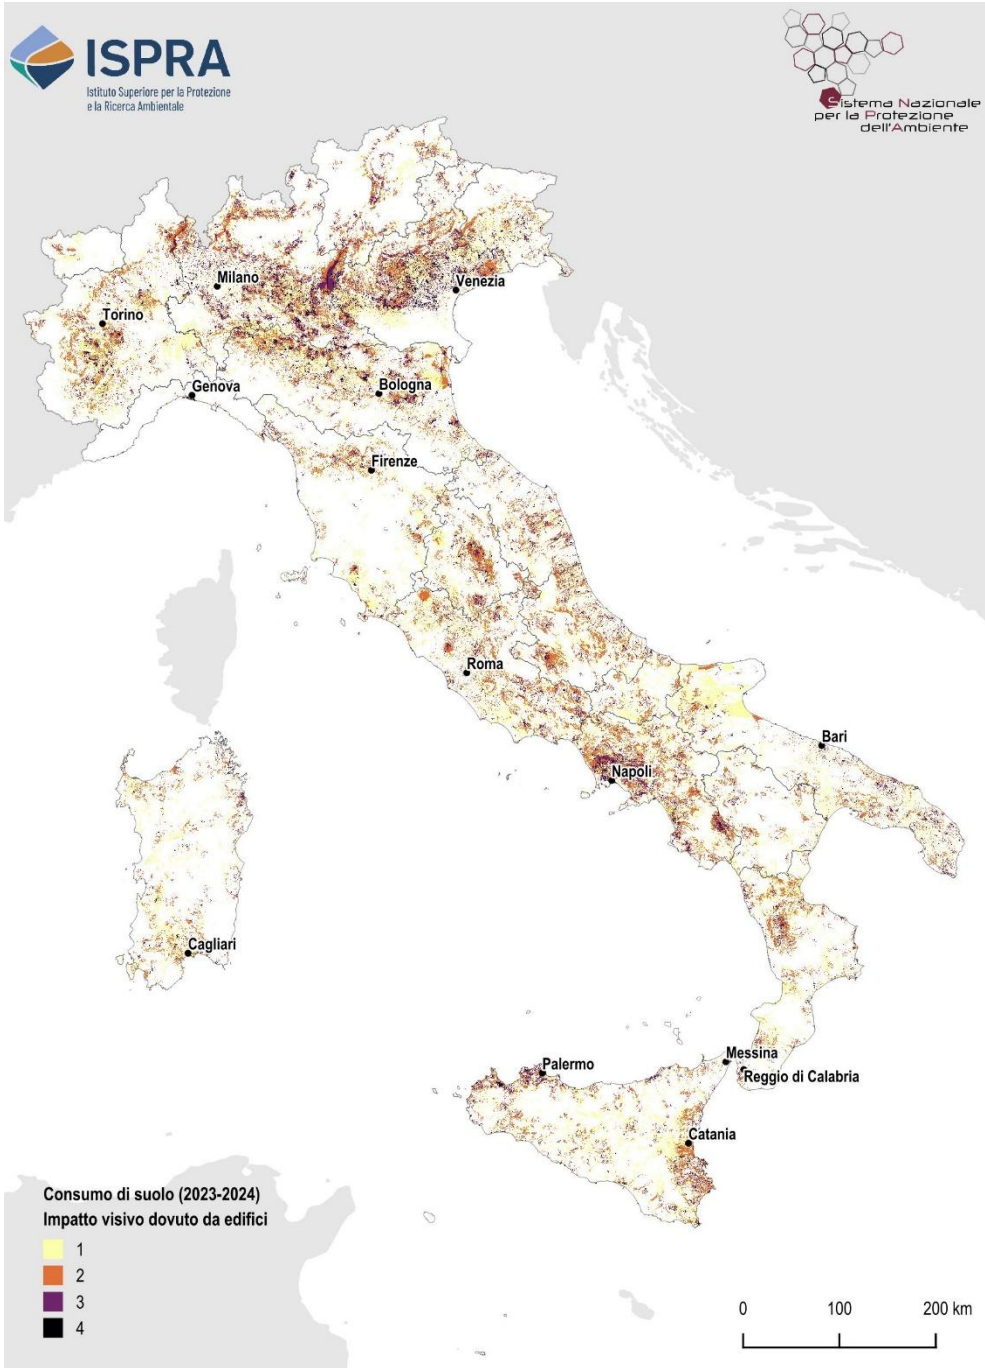 ISPRA
Istituto Superiore per la Protezione
e la Ricerca Ambientale
Sistema Nazionale
per la Protezione
dell'Ambiente
Milano
Venezia
Torino
Genova
Bologna
Firenze
Roma
Bari
Napoli
Cagliari
Messina
Palermo
Reggio di Calabria
Catania
Consumo di suolo (2023-2024)
Impatto visivo dovuto da edifici
1
2
3
4
0 100 200 km